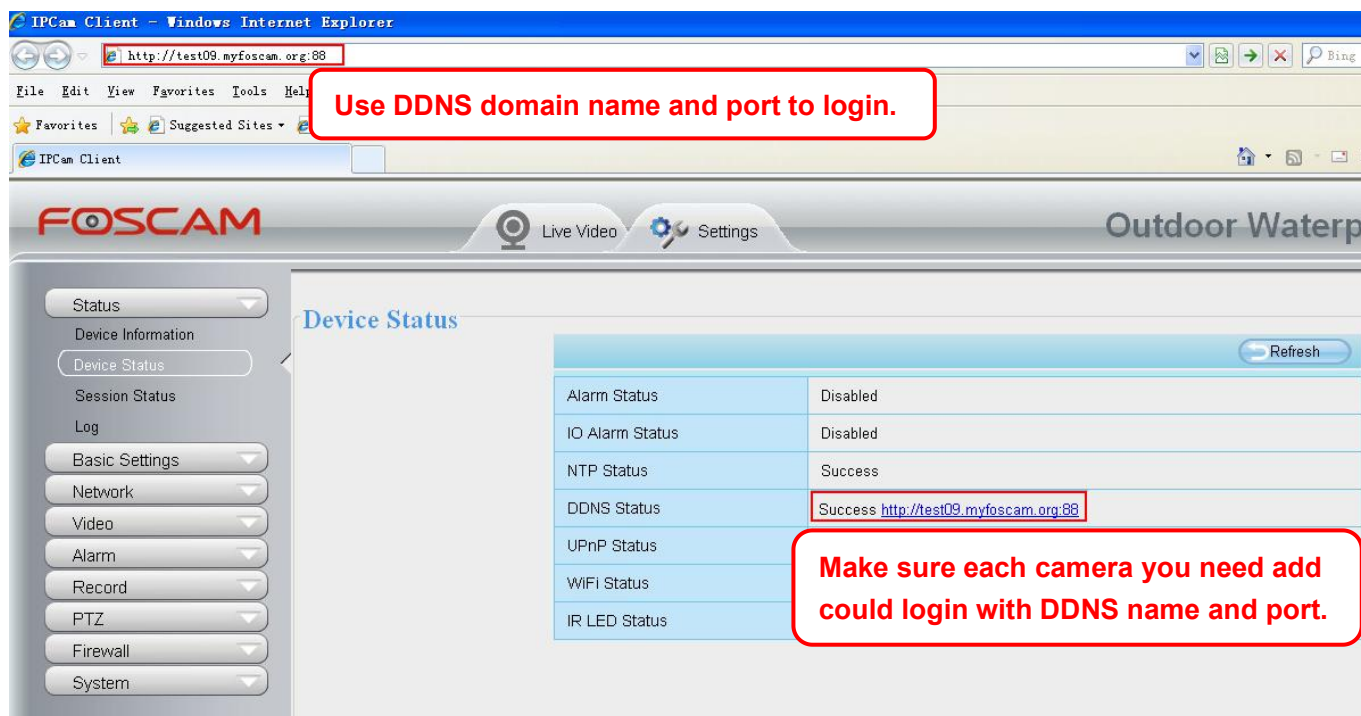 IPCam Client - Windows Internet Explorer
http://test09.myfoscam.org:88
Bing
File Edit View Favorites Tools
Use DDNS domain name and port to login.
Favorites Suggested Sites
IPCam Client
FOSCAM
Live Video
Settings
Outdoor Waterp
Status
Device Information
Device Status
Session Status
Log
Basic Settings
Network
Video
Alarm
Record
PTZ
Firewall
System
Device Status
Refresh
Alarm Status Disabled
IO Alarm Status Disabled
NTP Status Success
DDNS Status Success http://test09.myfoscam.org:88
UPnP Status
WiFi Status
IR LED Status
Make sure each camera you need add
could login with DDNS name and port.